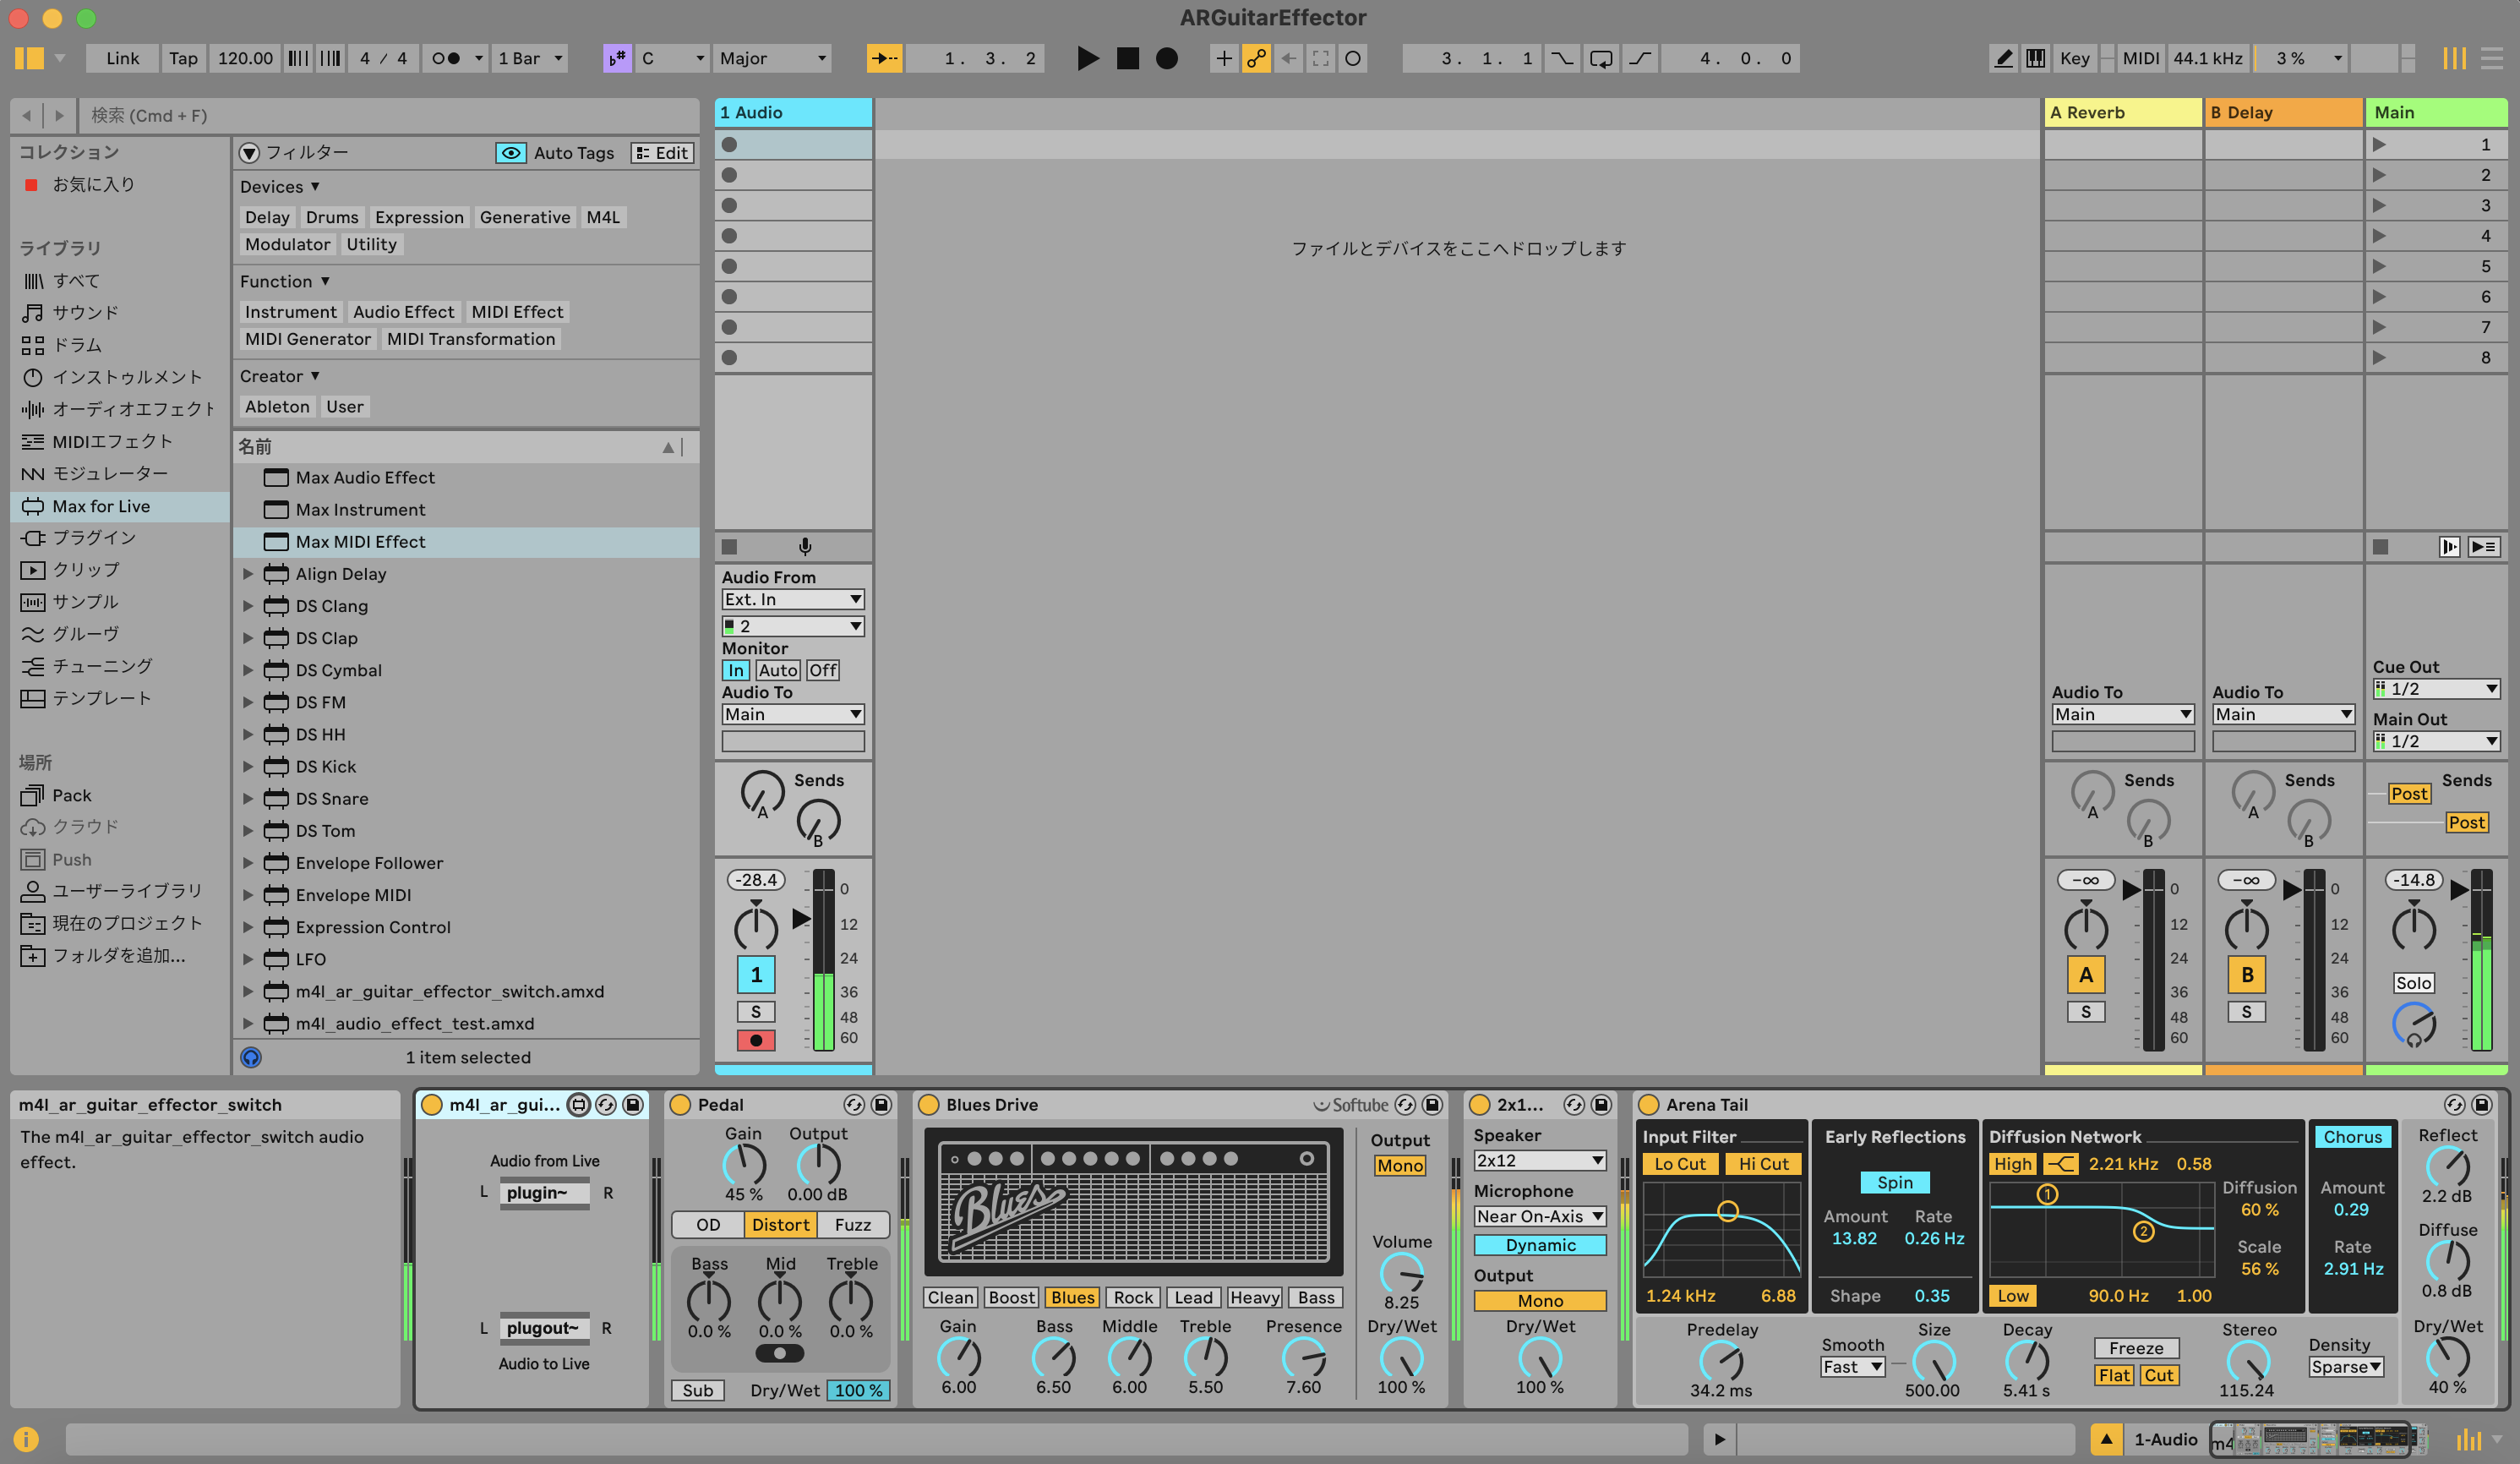 ARGuitarEffector
Link Tap 120.00 4 / 4 1 Bar C Major 1. 3. 2 3. 1. 1 4. 0. 0 Key MIDI 44.1 kHz 3 %
検索 (Cmd + F)
コレクション
お気に入り
ライブラリ
すべて
サウンド
ドラム
インストゥルメント
オーディオエフェクト
MIDIエフェクト
モジュレーター
Max for Live
プラグイン
クリップ
サンプル
グルーヴ
チューニング
テンプレート
場所
Pack
クラウド
Push
ユーザーライブラリ
現在のプロジェクト
フォルダを追加...
フィルター Auto Tags Edit
Devices
Delay Drums Expression Generative M4L
Modulator Utility
Function
Instrument Audio Effect MIDI Effect
MIDI Generator MIDI Transformation
Creator
Ableton User
名前
Max Audio Effect
Max Instrument
Max MIDI Effect
Align Delay
DS Clang
DS Clap
DS Cymbal
DS FM
DS HH
DS Kick
DS Snare
DS Tom
Envelope Follower
Envelope MIDI
Expression Control
LFO
m4l_ar_guitar_effector_switch.amxd
m4l_audio_effect_test.amxd
1 item selected
1 Audio
Audio From
Ext. In
2
Monitor
In Auto Off
Audio To
Main
Sends
A
B
-28.4
0
12
24
36
48
60
1
S
ファイルとデバイスをここへドロップします
A Reverb
Audio To
Main
Sends
A
B
-∞
0
12
24
36
48
60
A
S
B Delay
Audio To
Main
Sends
A
B
-∞
0
12
24
36
48
60
B
S
Main
1
2
3
4
5
6
7
8
Cue Out
1/2
Main Out
1/2
Sends
Post
Post
-14.8
Solo
m4l_ar_guitar_effector_switch
The m4l_ar_guitar_effector_switch audio
effect.
m4l_ar_gui...
Audio from Live
L plugin~ R
L plugout~ R
Audio to Live
Pedal
Gain Output
45 % 0.00 dB
OD Distort Fuzz
Bass Mid Treble
0.0 % 0.0 % 0.0 %
Sub Dry/Wet 100 %
Blues Drive Softube
Blues
Clean Boost Blues Rock Lead Heavy Bass
Gain Bass Middle Treble Presence
6.00 6.50 6.00 5.50 7.60
Output
Mono
Volume
8.25
Dry/Wet
100 %
2x1...
Speaker
2x12
Microphone
Near On-Axis
Dynamic
Output
Mono
Dry/Wet
100 %
Arena Tail
Input Filter
Lo Cut Hi Cut
1.24 kHz 6.88
Early Reflections
Spin
Amount Rate
13.82 0.26 Hz
Shape 0.35
Diffusion Network
High 2.21 kHz 0.58
1
2
Diffusion
60 %
Scale
56 %
Low 90.0 Hz 1.00
Chorus
Amount
0.29
Rate
2.91 Hz
Reflect
2.2 dB
Diffuse
0.8 dB
Dry/Wet
40 %
Predelay
34.2 ms
Smooth
Fast
Size
500.00
Decay
5.41 s
Freeze
Flat Cut
Stereo
115.24
Density
Sparse
1-Audio
m4